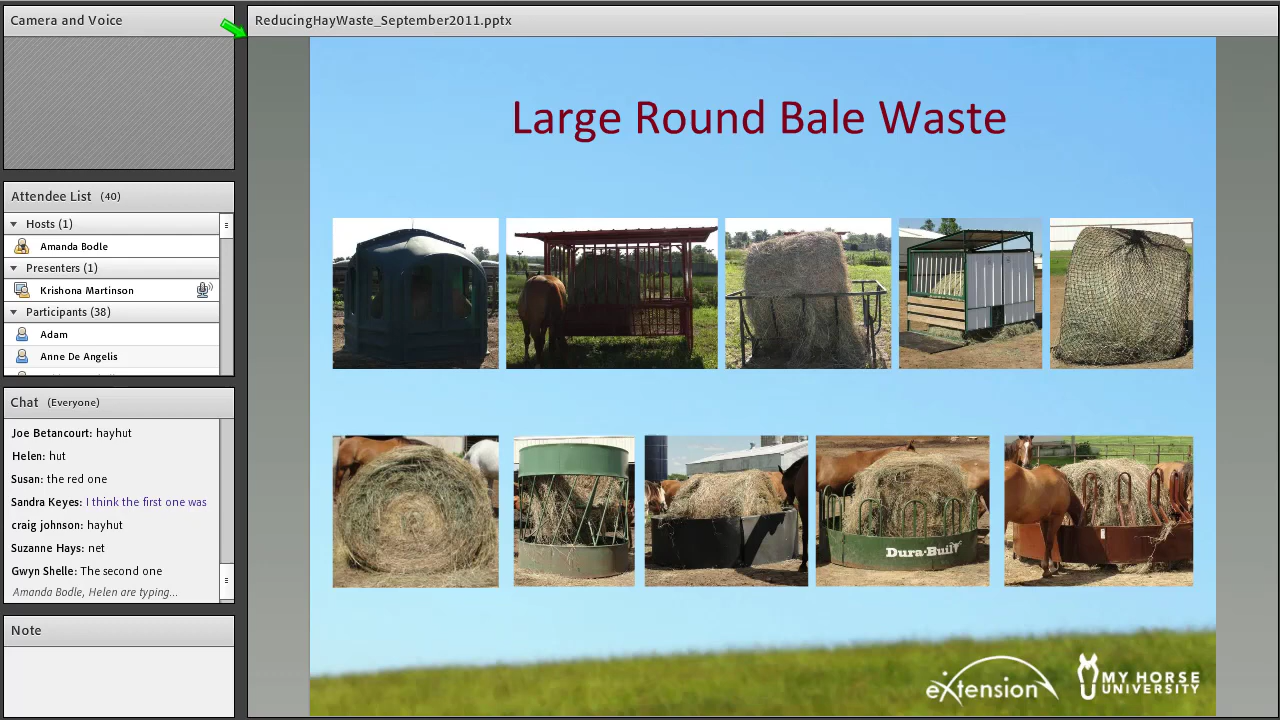 Camera and Voice
ReducingHayWaste_September2011.pptx
Large Round Bale Waste
Attendee List (40)
Hosts (1)
Amanda Bodle
Presenters (1)
Krishona Martinson
Participants (38)
Adam
Anne De Angelis
Chat (Everyone)
Joe Betancourt: hayhut
Helen: hut
Susan: the red one
Sandra Keyes: I think the first one was
craig johnson: hayhut
Suzanne Hays: net
Gwyn Shelle: The second one
Amanda Bodle, Helen are typing...
Note
Dura-Built
eXtension
MY HORSE
UNIVERSITY